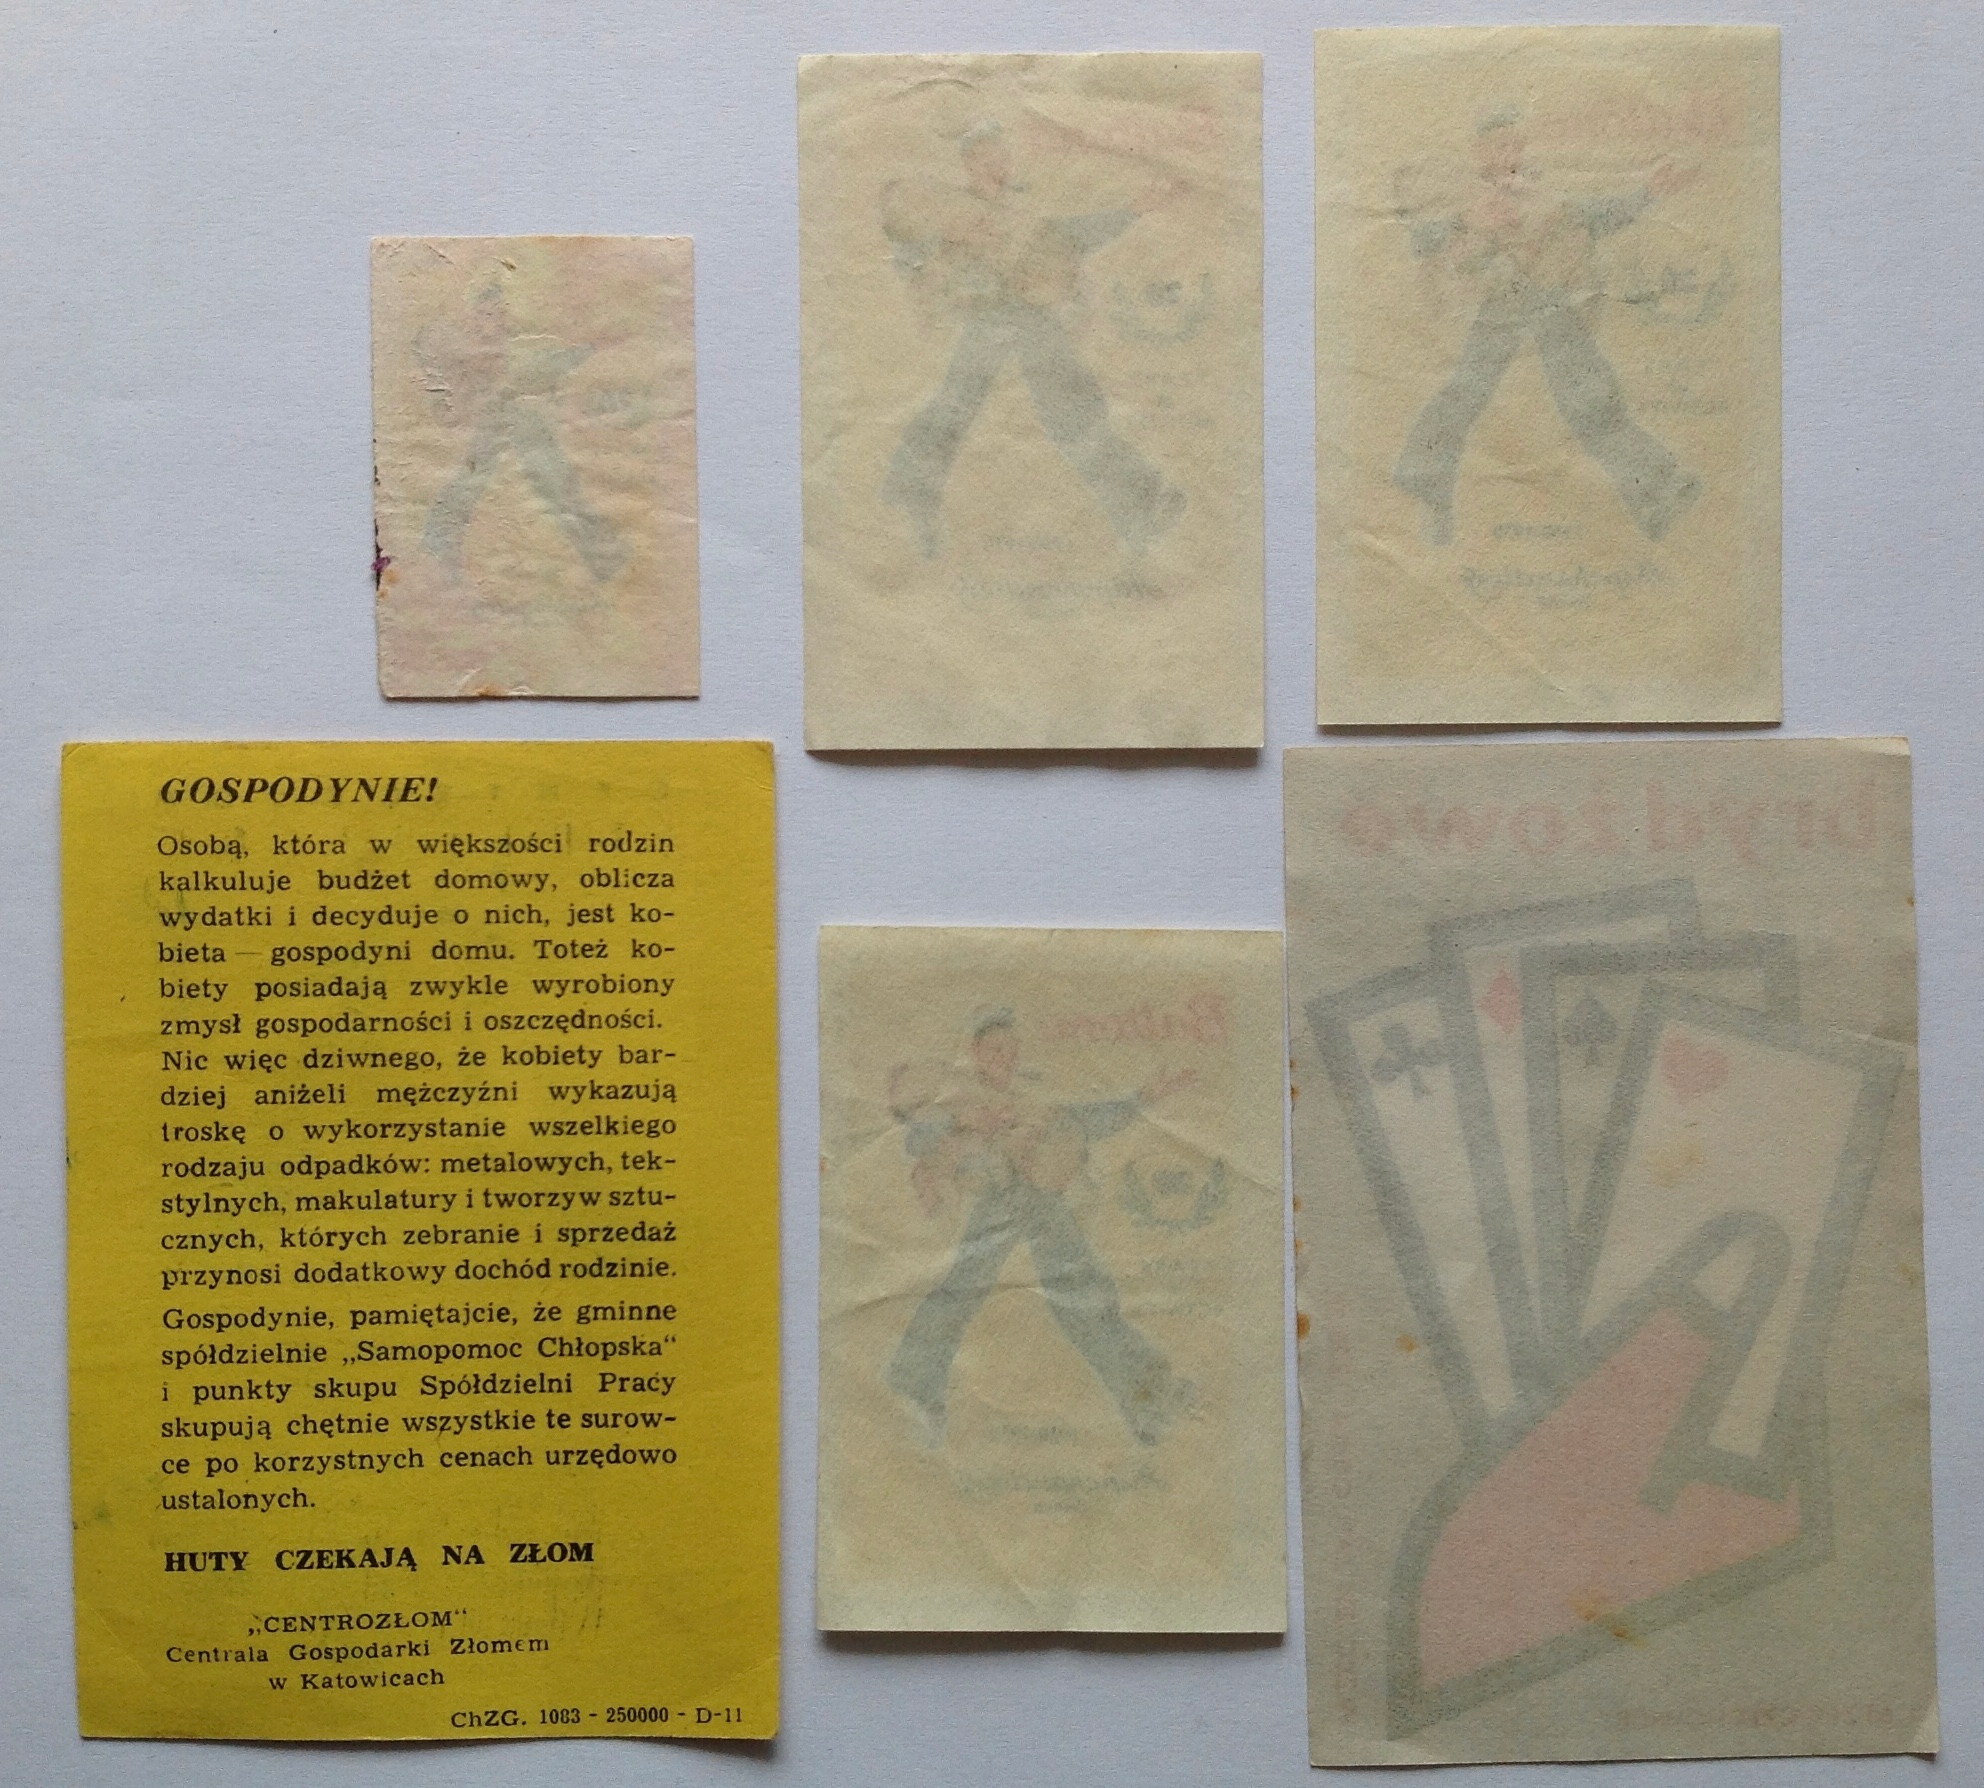 GOSPODYNIE!
Osobą, która w większości rodzin
kalkuluje budżet domowy, oblicza
wydatki i decyduje o nich, jest ko-
bieta — gospodyni domu. Toteż ko-
biety posiadają zwykle wyrobiony
zmysł gospodarności i oszczędności.
Nic więc dziwnego, że kobiety bar-
dziej aniżeli mężczyźni wykazują
troskę o wykorzystanie wszelkiego
rodzaju odpadków: metalowych, tek-
stylnych, makulatury i tworzyw sztu-
cznych, których zebranie i sprzedaż
przynosi dodatkowy dochód rodzinie.
Gospodynie, pamiętajcie, że gminne
spółdzielnie „Samopomoc Chłopska“
i punkty skupu Spółdzielni Pracy
skupują chętnie wszystkie te surow-
ce po korzystnych cenach urzędowo
ustalonych.
HUTY CZEKAJĄ NA ZŁOM
„CENTROZŁOM“
Centrala Gospodarki Złomem
w Katowicach
ChZG. 1083 - 250000 - D-11
brydżowa